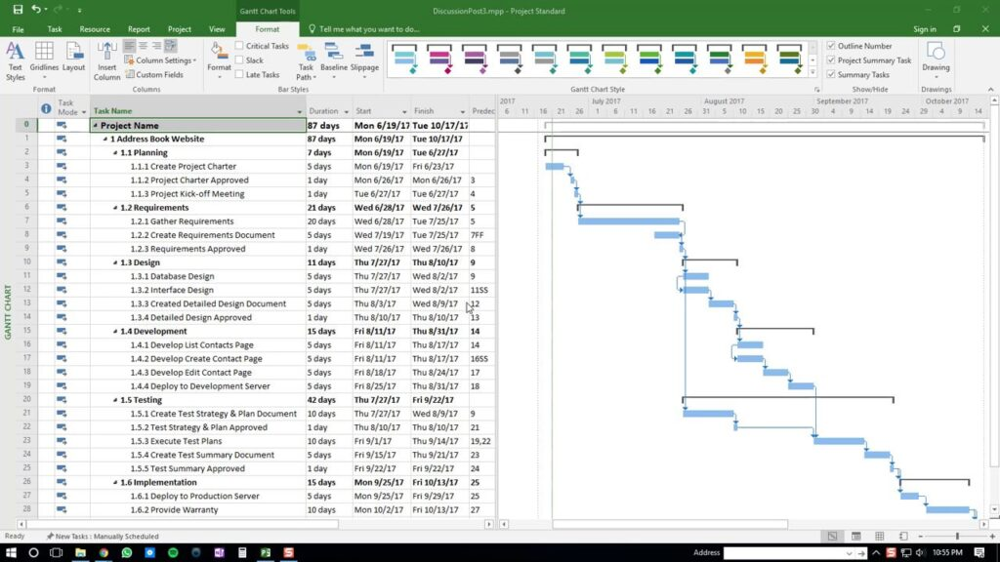 DiscussionPost3.mpp - Project Standard
Gantt Chart Tools
File Task Resource Report Project View Format Tell me what you want to do... Sign in
Text Styles
Gridlines
Layout
Format
Insert Column
Column Settings
Custom Fields
Columns
Format
Critical Tasks
Slack
Late Tasks
Task Path
Baseline
Slippage
Bar Styles
Gantt Chart Style
Outline Number
Project Summary Task
Summary Tasks
Show/Hide
Drawing
Drawings
Task Mode Task Name Duration Start Finish Predec
2017 July 2017 August 2017 September 2017 October 2017
6 11 16 21 26 1 6 11 16 21 26 31 5 10 15 20 25 30 4 9 14 19 24 29 4 9 14
0 Project Name 87 days Mon 6/19/17 Tue 10/17/17
1 1 Address Book Website 87 days Mon 6/19/17 Tue 10/17/17
2 1.1 Planning 7 days Mon 6/19/17 Tue 6/27/17
3 1.1.1 Create Project Charter 5 days Mon 6/19/17 Fri 6/23/17
4 1.1.2 Project Charter Approved 1 day Mon 6/26/17 Mon 6/26/17 3
5 1.1.3 Project Kick-off Meeting 1 day Tue 6/27/17 Tue 6/27/17 4
6 1.2 Requirements 21 days Wed 6/28/17 Wed 7/26/17 5
7 1.2.1 Gather Requirements 20 days Wed 6/28/17 Tue 7/25/17 5
8 1.2.2 Create Requirements Document 5 days Wed 7/19/17 Tue 7/25/17 7FF
9 1.2.3 Requirements Approved 1 day Wed 7/26/17 Wed 7/26/17 8
10 1.3 Design 11 days Thu 7/27/17 Thu 8/10/17 9
11 1.3.1 Database Design 5 days Thu 7/27/17 Wed 8/2/17 9
12 1.3.2 Interface Design 5 days Thu 7/27/17 Wed 8/2/17 11SS
13 1.3.3 Created Detailed Design Document 5 days Thu 8/3/17 Wed 8/9/17 12
14 1.3.4 Detailed Design Approved 1 day Thu 8/10/17 Thu 8/10/17 13
15 1.4 Development 15 days Fri 8/11/17 Thu 8/31/17 14
16 1.4.1 Develop List Contacts Page 5 days Fri 8/11/17 Thu 8/17/17 14
17 1.4.2 Develop Create Contact Page 5 days Fri 8/11/17 Thu 8/17/17 16SS
18 1.4.3 Develop Edit Contact Page 5 days Fri 8/18/17 Thu 8/24/17 17
19 1.4.4 Deploy to Development Server 5 days Fri 8/25/17 Thu 8/31/17 18
20 1.5 Testing 42 days Thu 7/27/17 Fri 9/22/17
21 1.5.1 Create Test Strategy & Plan Document 10 days Thu 7/27/17 Wed 8/9/17 9
22 1.5.2 Test Strategy & Plan Approved 1 day Thu 8/10/17 Thu 8/10/17 21
23 1.5.3 Execute Test Plans 10 days Fri 9/1/17 Thu 9/14/17 19,22
24 1.5.4 Create Test Summary Document 5 days Fri 9/15/17 Thu 9/21/17 23
25 1.5.5 Test Summary Approved 1 day Fri 9/22/17 Fri 9/22/17 24
26 1.6 Implementation 15 days Mon 9/25/17 Fri 10/13/17 25
27 1.6.1 Deploy to Production Server 5 days Mon 9/25/17 Fri 9/29/17 25
28 1.6.2 Provide Warranty 10 days Mon 10/2/17 Fri 10/13/17 27
GANTT CHART
Ready New Tasks : Manually Scheduled
Address 10:55 PM